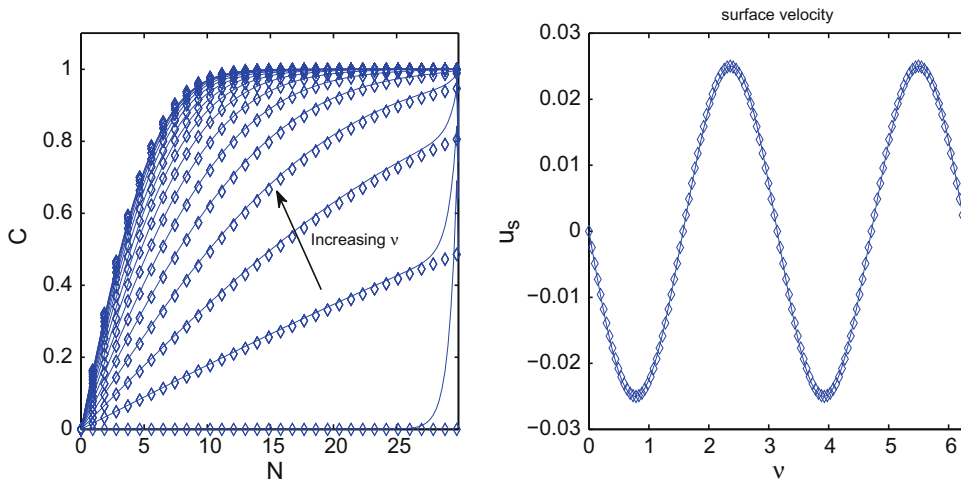 surface velocity
1
0.8
0.6
0.4
0.2
0
C
Increasing ν
0 5 10 15 20 25
N
0.03
0.02
0.01
0
−0.01
−0.02
−0.03
u_s
0 1 2 3 4 5 6
ν